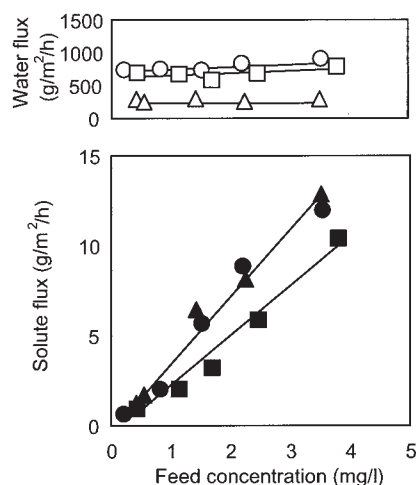 Water flux
(g/m²/h)
1500
1000
500
0
Solute flux (g/m²/h)
15
10
5
0
0 1 2 3 4 5
Feed concentration (mg/l)